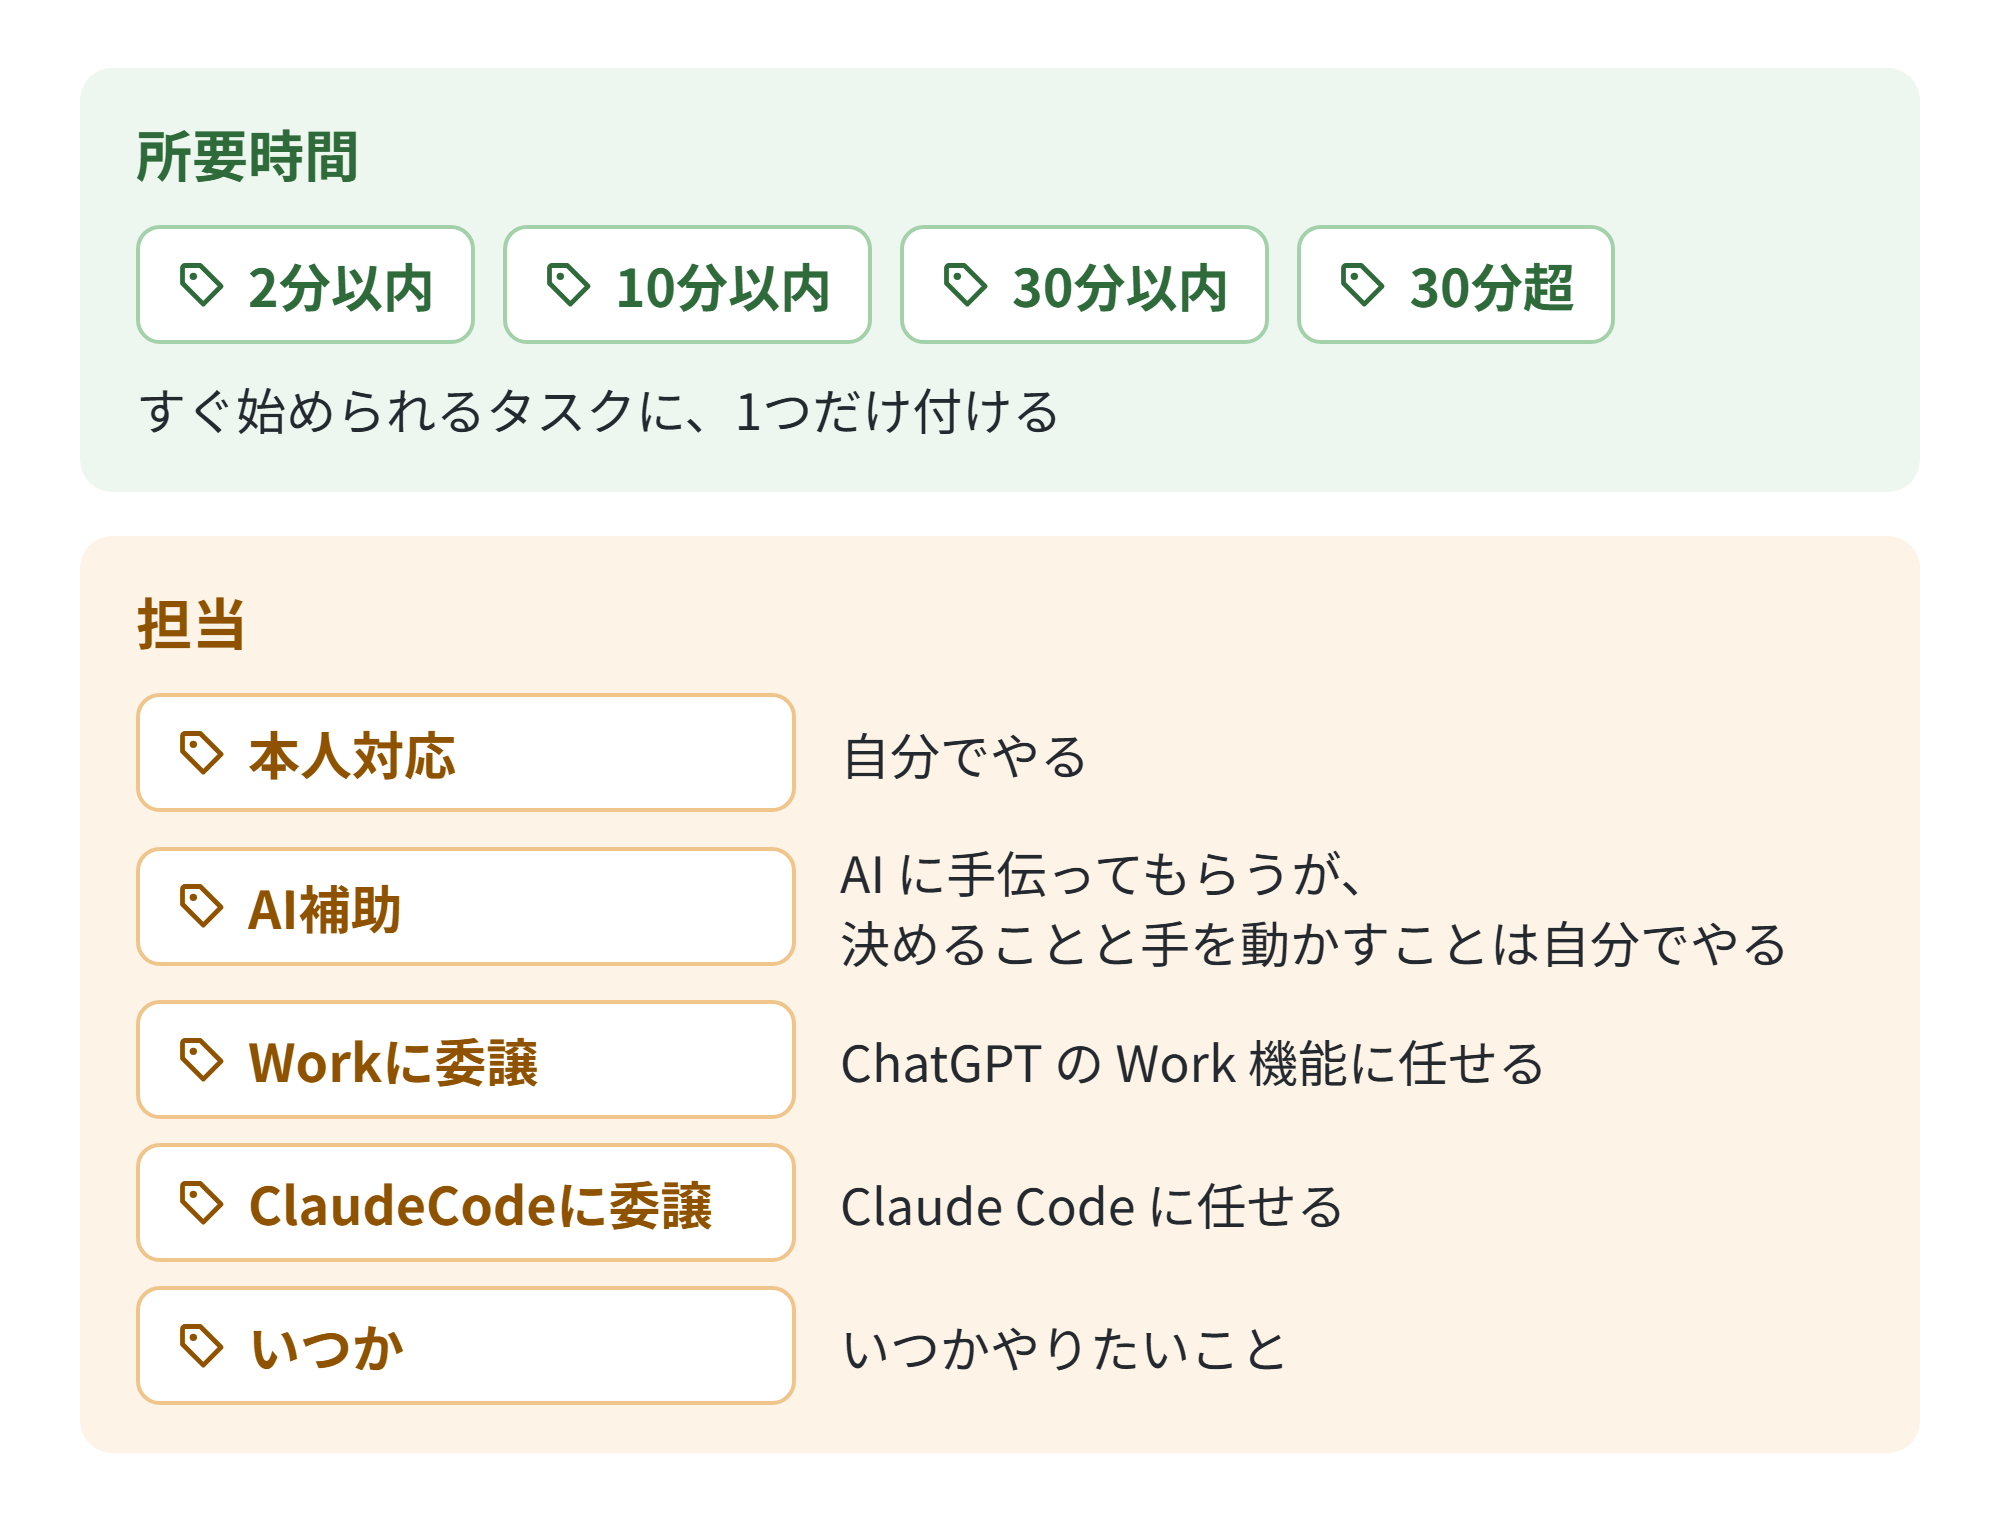 所要時間
2分以内 10分以内 30分以内 30分超
すぐ始められるタスクに、1つだけ付ける
担当
本人対応 自分でやる
AI補助 AI に手伝ってもらうが、
決めることと手を動かすことは自分でやる
Workに委譲 ChatGPT の Work 機能に任せる
ClaudeCodeに委譲 Claude Code に任せる
いつか いつかやりたいこと